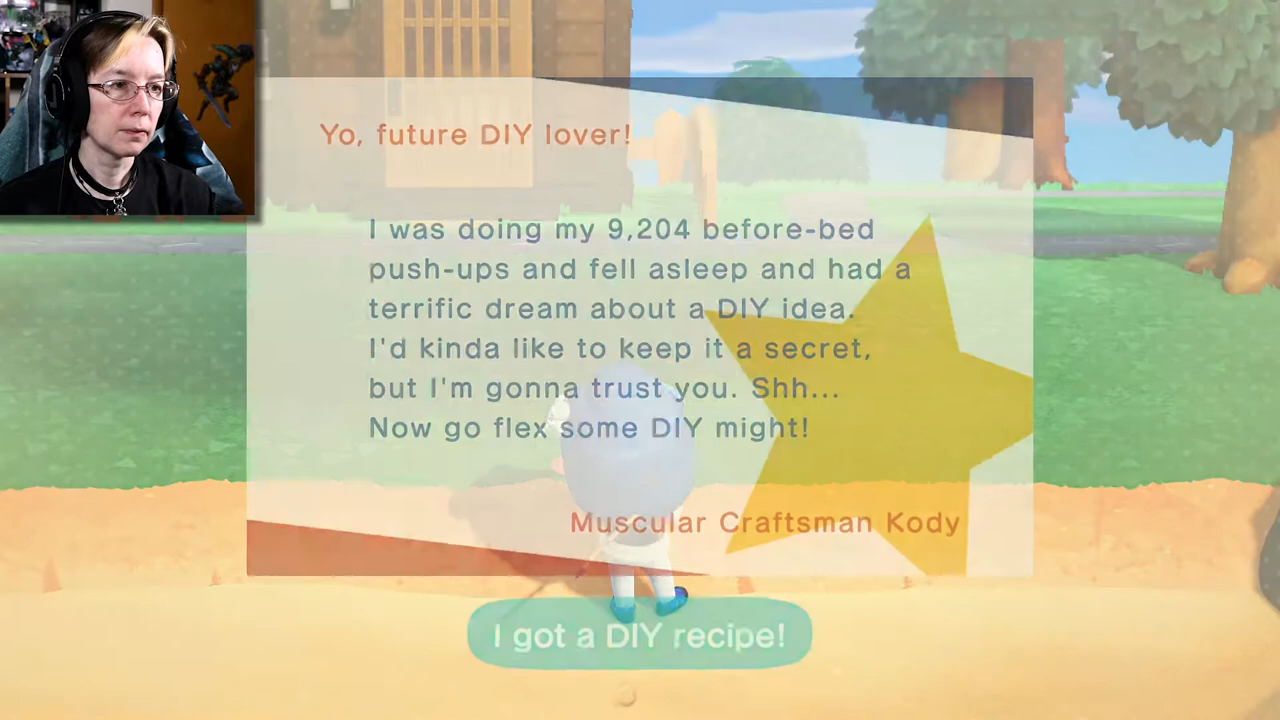 Yo, future DIY lover!
I was doing my 9,204 before-bed
push-ups and fell asleep and had a
terrific dream about a DIY idea.
I'd kinda like to keep it a secret,
but I'm gonna trust you. Shh...
Now go flex some DIY might!
Muscular Craftsman Kody
I got a DIY recipe!